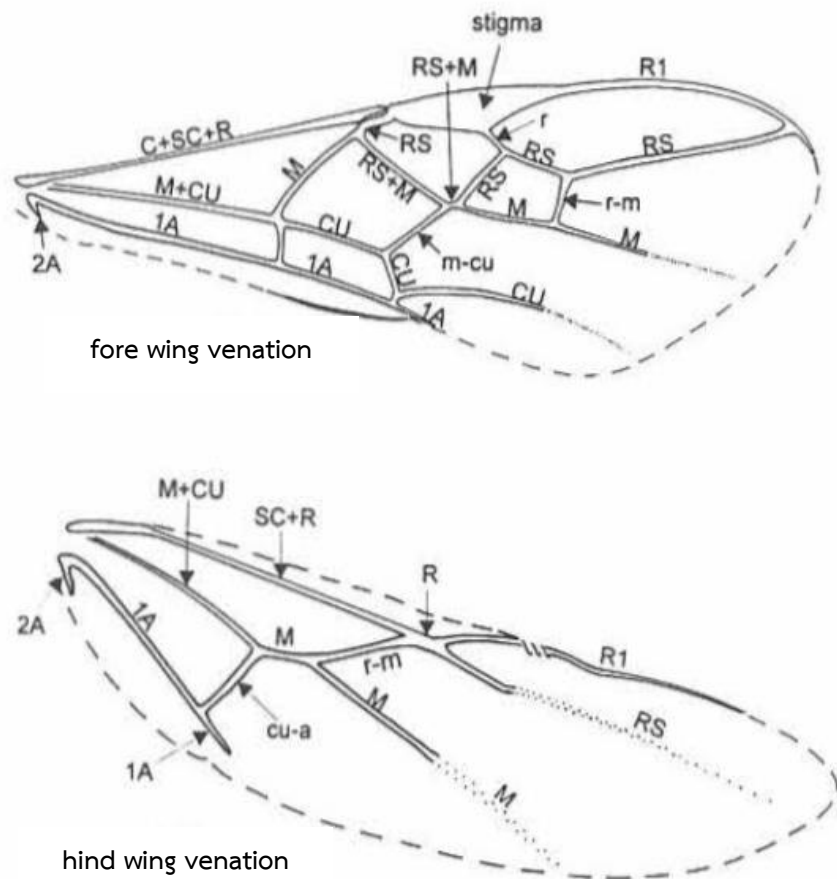 stigma
RS+M
R1
C+SC+R
r
RS
RS
RS
M
RS+M
RS
M+CU
r-m
M
1A
CU
M
m-cu
2A
1A
CU
CU
1A
fore wing venation
M+CU
SC+R
R
2A
1A
M
r-m
R1
M
RS
cu-a
1A
M
hind wing venation